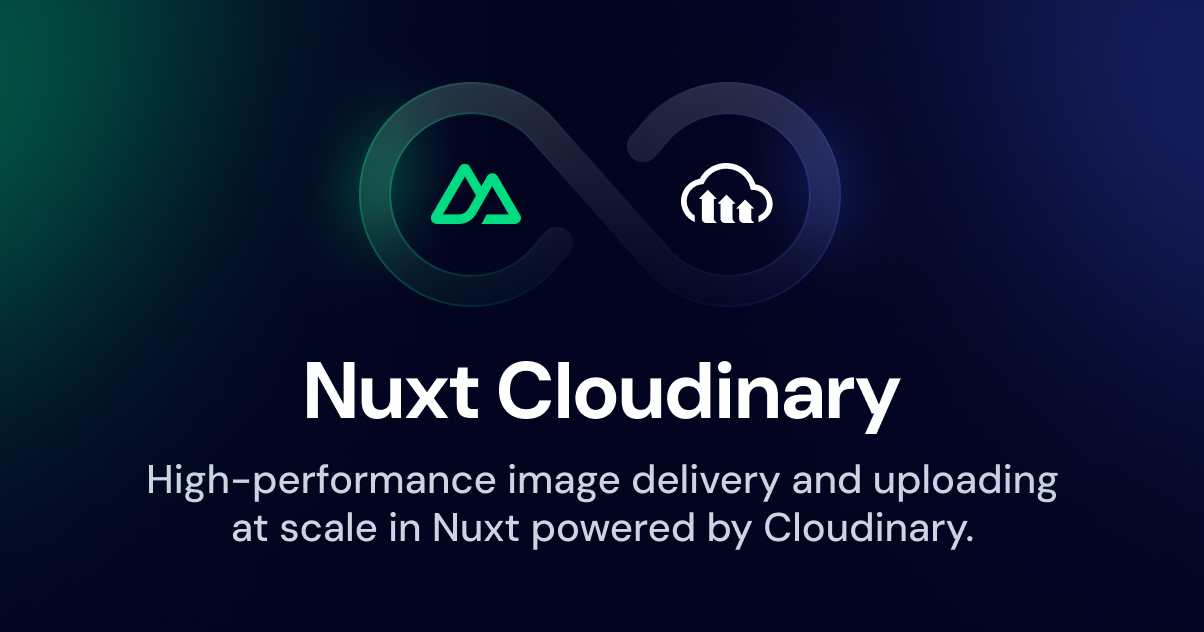 Nuxt Cloudinary
High-performance image delivery and uploading
at scale in Nuxt powered by Cloudinary.